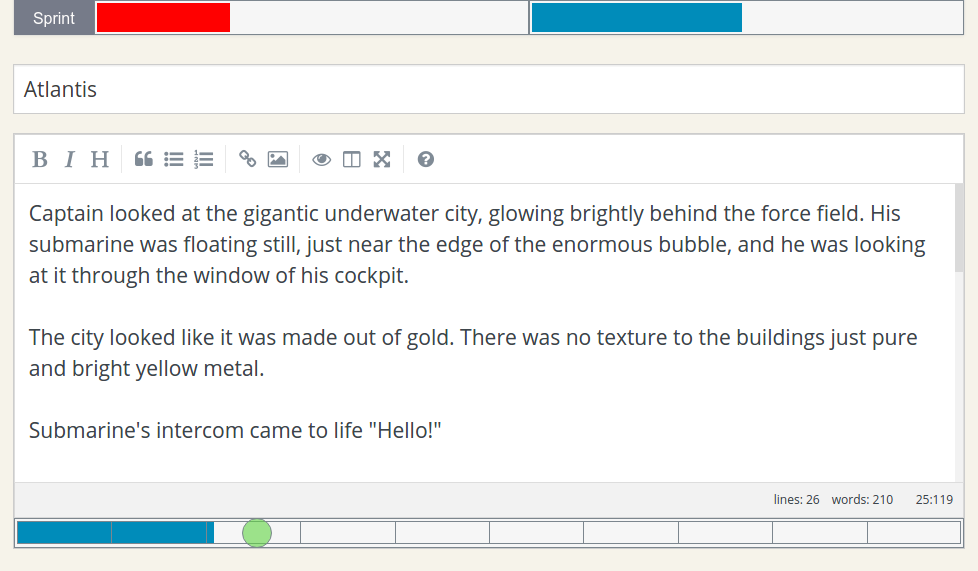 Sprint
Atlantis
B I H
Captain looked at the gigantic underwater city, glowing brightly behind the force field. His
submarine was floating still, just near the edge of the enormous bubble, and he was looking
at it through the window of his cockpit.
The city looked like it was made out of gold. There was no texture to the buildings just pure
and bright yellow metal.
Submarine's intercom came to life "Hello!"
lines: 26 words: 210 25:119